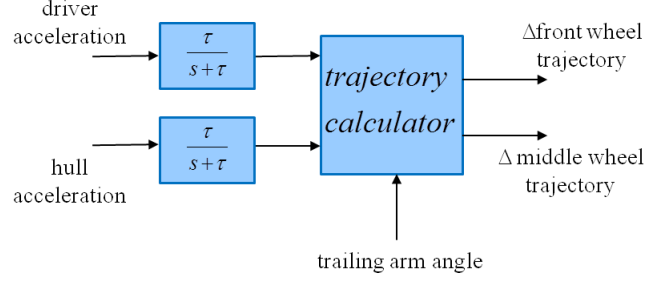 driver
acceleration
τ
s+τ
trajectory
calculator
Δfront wheel
trajectory
hull
acceleration
τ
s+τ
Δ middle wheel
trajectory
trailing arm angle